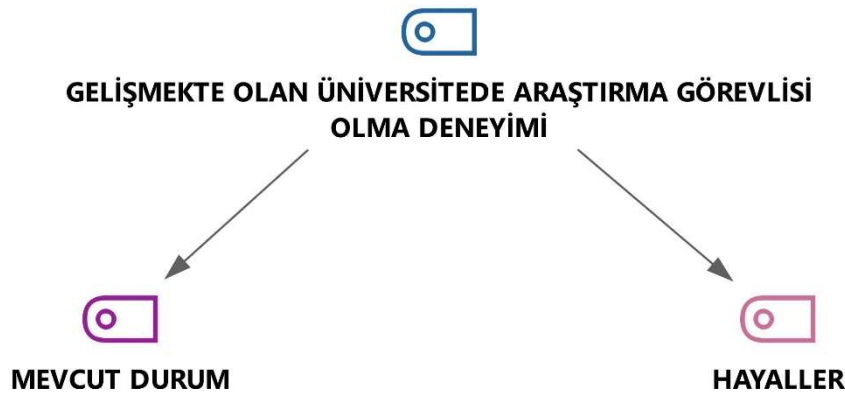 GELİŞMEKTE OLAN ÜNİVERSİTEDE ARAŞTIRMA GÖREVLİSİ
OLMA DENEYİMİ
MEVCUT DURUM
HAYALLER